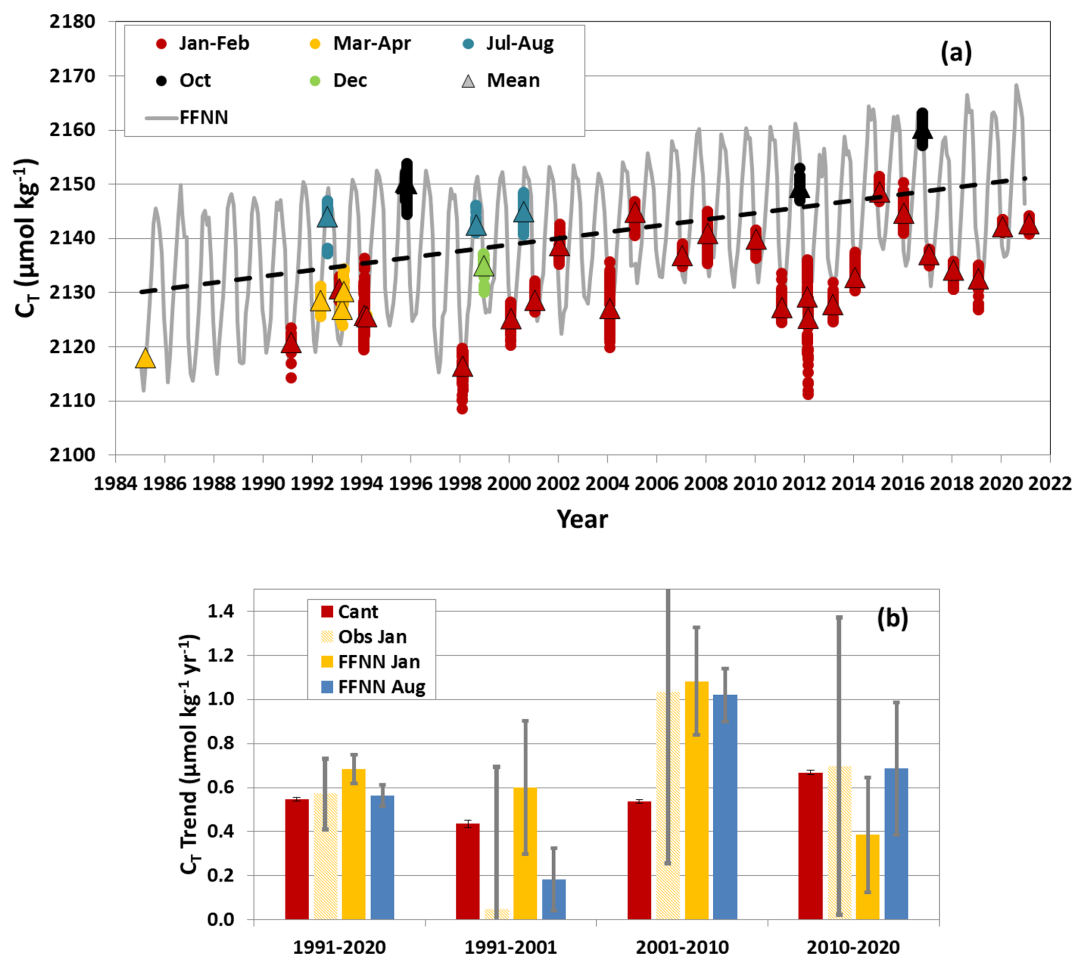 2180
2170
2160
2150
2140
2130
2120
2110
2100
C_T (µmol kg⁻¹)
Jan-Feb Mar-Apr Jul-Aug
Oct Dec Mean
FFNN
(a)
1984 1986 1988 1990 1992 1994 1996 1998 2000 2002 2004 2006 2008 2010 2012 2014 2016 2018 2020 2022
Year
1.4
1.2
1.0
0.8
0.6
0.4
0.2
0.0
C_T Trend (µmol kg⁻¹ yr⁻¹)
Cant
Obs Jan
FFNN Jan
FFNN Aug
(b)
1991-2020 1991-2001 2001-2010 2010-2020